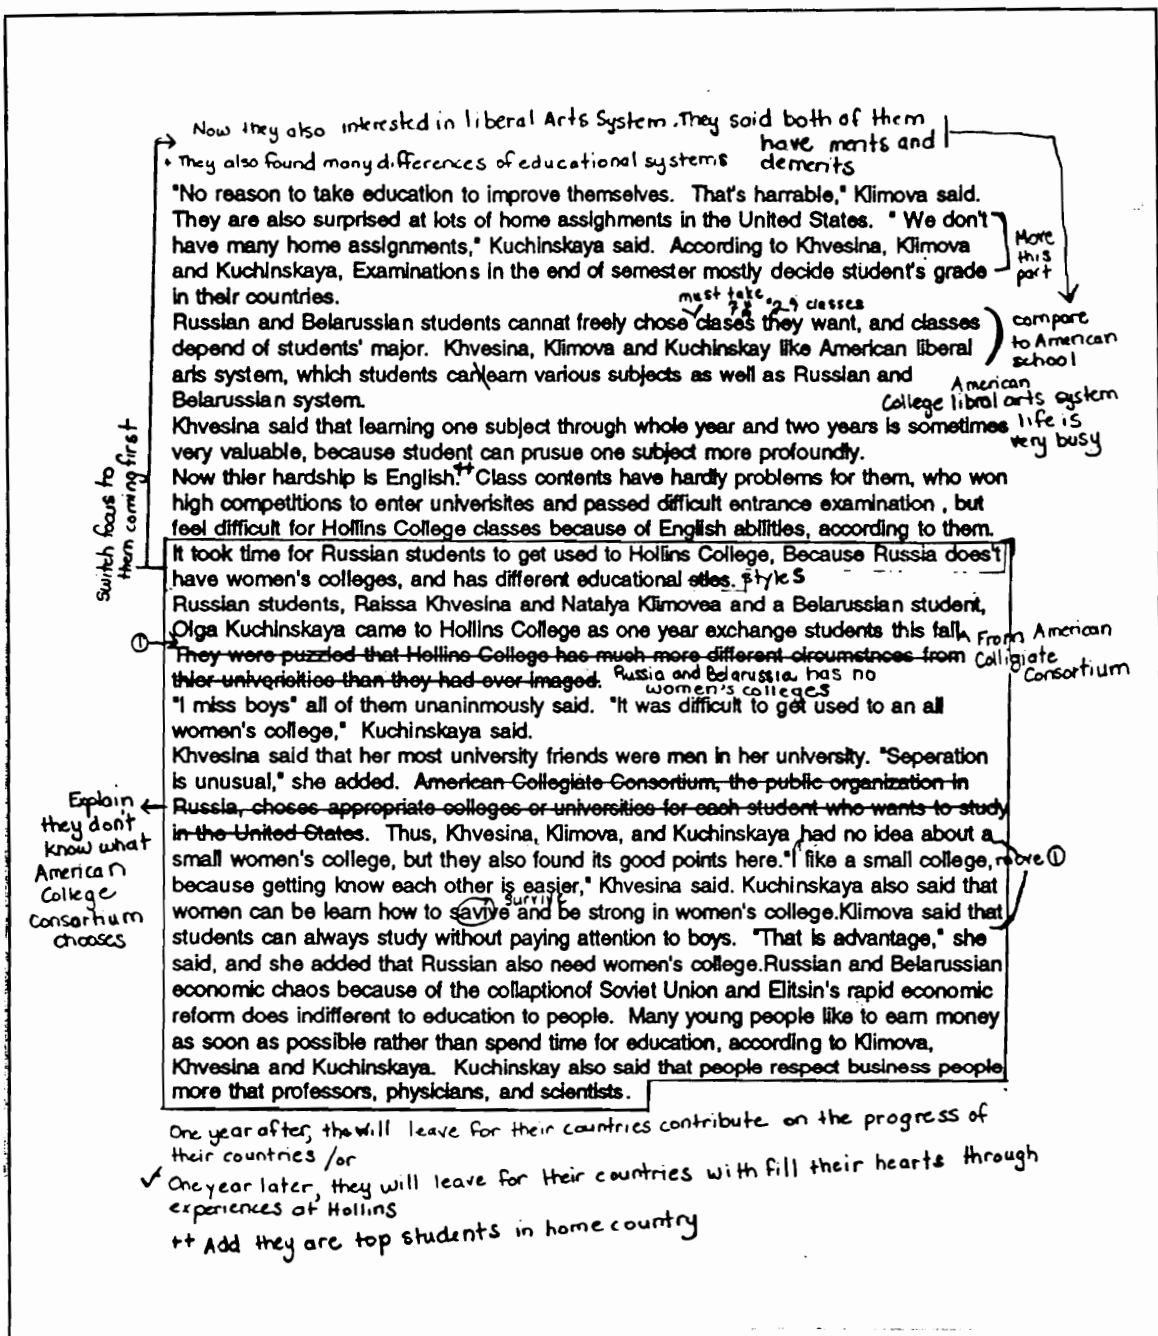 Now they also interested in liberal Arts System. They said both of them
have merits and
demerits
• They also found many differences of educational systems
"No reason to take education to improve themselves. That's harrable," Klimova said.
They are also surprised at lots of home assighments in the United States. " We don't
have many home assignments," Kuchinskaya said. According to Khvesina, Klimova
and Kuchinskaya, Examinations in the end of semester mostly decide student's grade
in their countries.
More
this
part
must take
"29 classes
Russian and Belarussian students cannat freely chose clases they want, and classes
depend of students' major. Khvesina, Klimova and Kuchinskay like American liberal
arts system, which students can learn various subjects as well as Russian and
Belarussian system.
compare
to American
school
American
College libral arts system
life is
very busy
Khvesina said that learning one subject through whole year and two years is sometimes
very valuable, because student can prusue one subject more profoundly.
Now thier hardship is English.++ Class contents have hardly problems for them, who won
high competitions to enter univerisites and passed difficult entrance examination , but
feel difficult for Hollins College classes because of English abilities, according to them.
switch focus to
them coming first
It took time for Russian students to get used to Hollins College, Because Russia does't
have women's colleges, and has different educational stles. styles
Russian students, Raissa Khvesina and Natalya Klimovea and a Belarussian student,
Olga Kuchinskaya came to Hollins College as one year exchange students this fall.
From American
Colligiate
Consortium
①
They were puzzled that Hollins College has much more different circumstnces from
thier univerisities than they had ever imaged.
Russia and Belarussia has no
women's colleges
"I miss boys" all of them unaninmously said. "It was difficult to get used to an all
women's college," Kuchinskaya said.
Khvesina said that her most university friends were men in her university. "Seperation
is unusual," she added. American Collegiate Consortium, the public organization in
Russia, choses appropriate colleges or universities for each student who wants to study
in the United States. Thus, Khvesina, Klimova, and Kuchinskaya had no idea about a
small women's college, but they also found its good points here."I like a small college,
because getting know each other is easier," Khvesina said. Kuchinskaya also said that
survive
women can be learn how to savive and be strong in women's college.Klimova said that
students can always study without paying attention to boys. "That is advantage," she
said, and she added that Russian also need women's college.Russian and Belarussian
economic chaos because of the collaptionof Soviet Union and Elitsin's rapid economic
reform does indifferent to education to people. Many young people like to earn money
as soon as possible rather than spend time for education, according to Klimova,
Khvesina and Kuchinskaya. Kuchinskay also said that people respect business people
more that professors, physicians, and scientists.
move ①
Explain
they don't
know what
American
College
Consortium
chooses
One year after, the will leave for their countries contribute on the progress of
their countries /or
✓ One year later, they will leave for their countries with fill their hearts through
experiences at Hollins
++ Add they are top students in home country